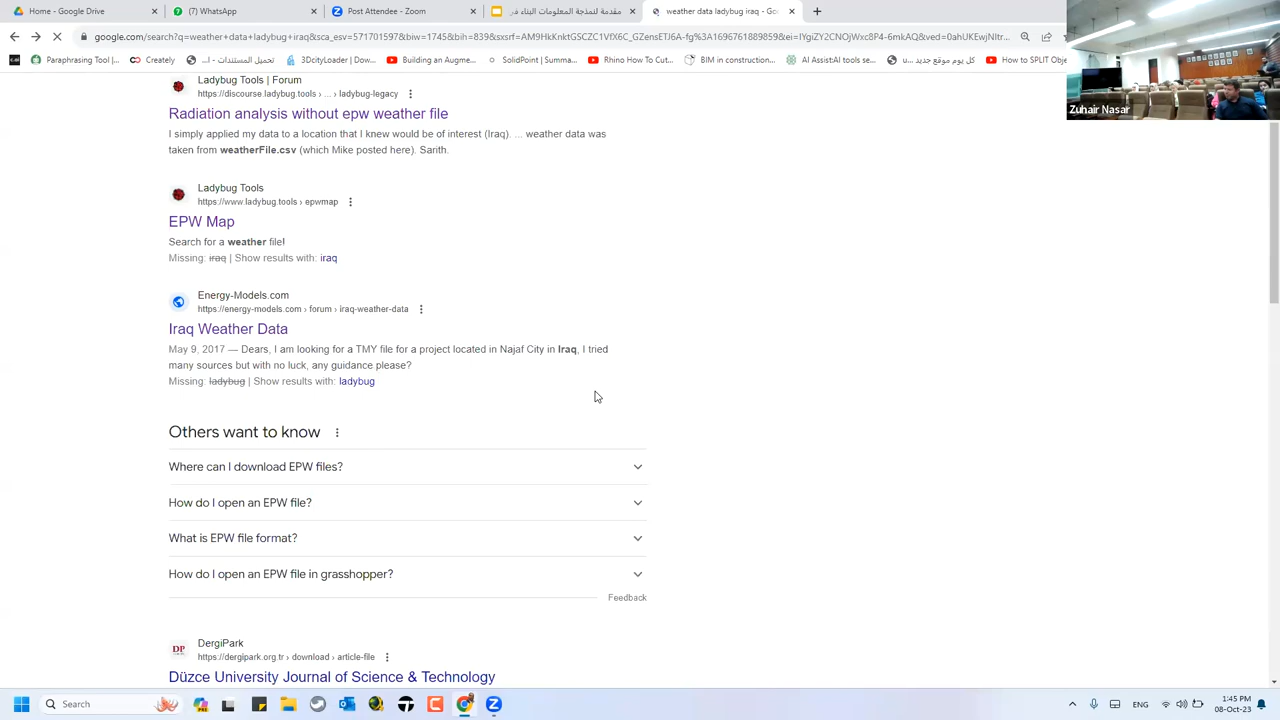 Home - Google Drive
(7) WhatsApp
Post Attendee - Zoom
مقدمة لنمذجة المعلومات البناء فر
weather data ladybug iraq - Goo
google.com/search?q=weather+data+ladybug+iraq&sca_esv=571701597&biw=1745&bih=839&sxsrf=AM9HkKnktGSCZC1VfX6C_GZensETJ6A-fg%3A1696761889859&ei=IYgiZY2CNOjWxc8P4-6mkAQ&ved=0ahUKEwjNltr...
Paraphrasing Tool |...
Creately
تحميل المستندات - ا...
3DcityLoader | Dow...
Building an Augme...
SolidPoint | Summa...
Rhino How To Cut...
BIM in construction...
AI Assist:AI tools se...
كل يوم موقع جديد u...
How to SPLIT Obje
Zuhair Nasar
Ladybug Tools | Forum
https://discourse.ladybug.tools › ... › ladybug-legacy
Radiation analysis without epw weather file
I simply applied my data to a location that I knew would be of interest (Iraq). ... weather data was
taken from weatherFile.csv (which Mike posted here). Sarith.
Ladybug Tools
https://www.ladybug.tools › epwmap
EPW Map
Search for a weather file!
Missing: iraq | Show results with: iraq
Energy-Models.com
https://energy-models.com › forum › iraq-weather-data
Iraq Weather Data
May 9, 2017 — Dears, I am looking for a TMY file for a project located in Najaf City in Iraq, I tried
many sources but with no luck, any guidance please?
Missing: ladybug | Show results with: ladybug
Others want to know
Where can I download EPW files?
How do I open an EPW file?
What is EPW file format?
How do I open an EPW file in grasshopper?
Feedback
DergiPark
https://dergipark.org.tr › download › article-file
Düzce University Journal of Science & Technology
Search
ENG
1:45 PM
08-Oct-23